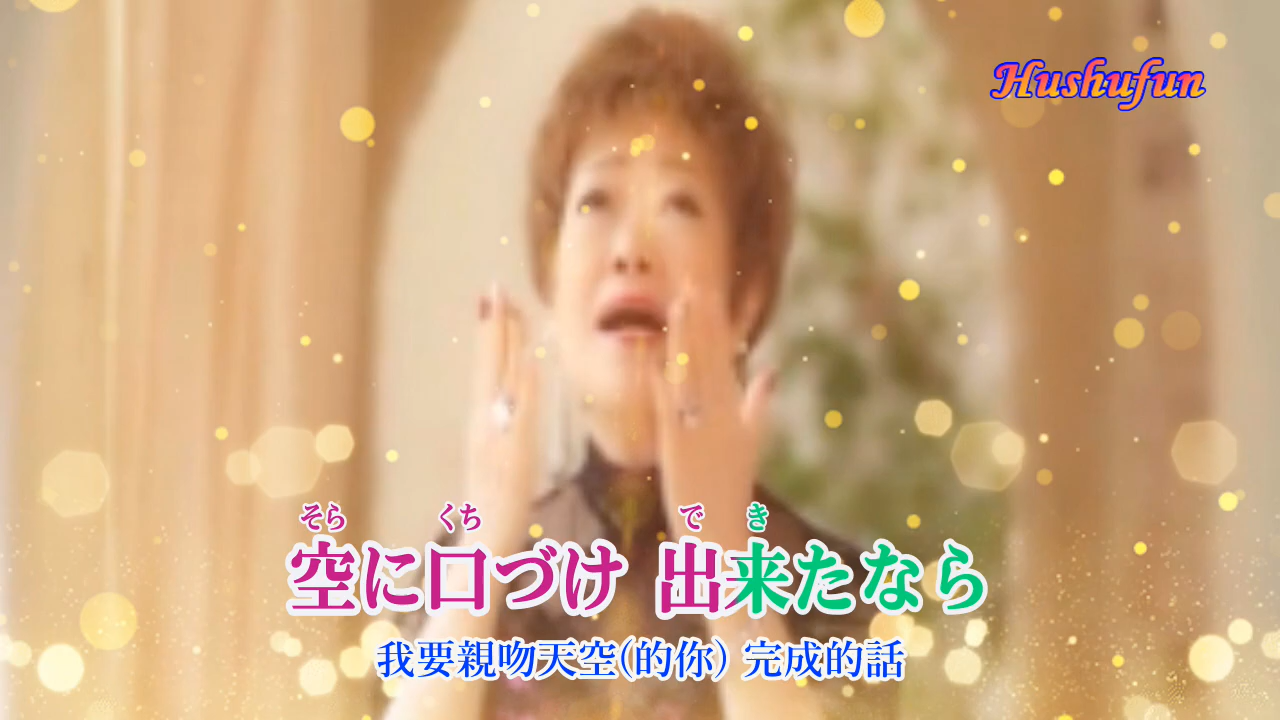 Hushufun
そら くち で き
空に口づけ 出来たなら
我要親吻天空(的你) 完成的話